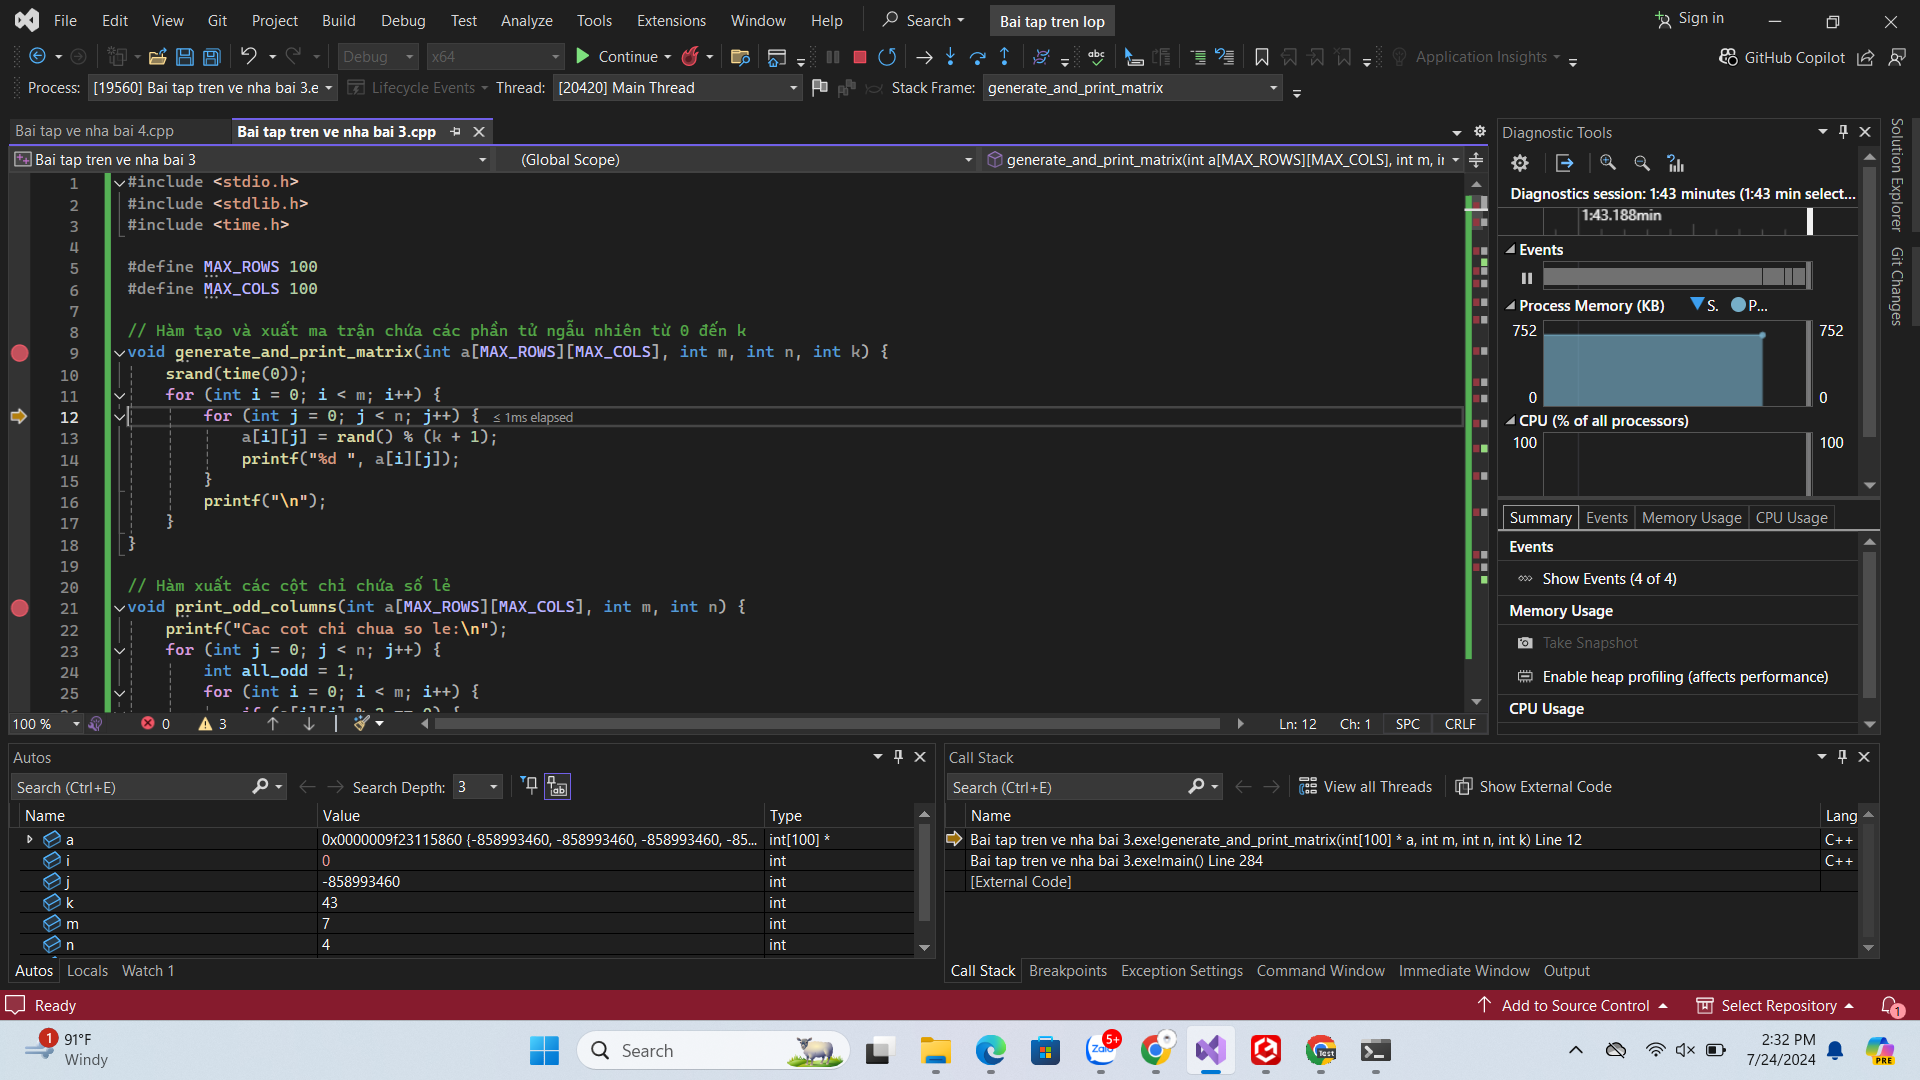 File Edit View Git Project Build Debug Test Analyze Tools Extensions Window Help Search Bai tap tren lop Sign in
Debug x64 Continue abc Application Insights GitHub Copilot
Process: [19560] Bai tap tren ve nha bai 3.e Lifecycle Events Thread: [20420] Main Thread Stack Frame: generate_and_print_matrix
Bai tap ve nha bai 4.cpp Bai tap tren ve nha bai 3.cpp
Bai tap tren ve nha bai 3 (Global Scope) generate_and_print_matrix(int a[MAX_ROWS][MAX_COLS], int m, ir
1 #include <stdio.h>
2 #include <stdlib.h>
3 #include <time.h>
4
5 #define MAX_ROWS 100
6 #define MAX_COLS 100
7
8 // Hàm tạo và xuất ma trận chứa các phần tử ngẫu nhiên từ 0 đến k
9 void generate_and_print_matrix(int a[MAX_ROWS][MAX_COLS], int m, int n, int k) {
10 srand(time(0));
11 for (int i = 0; i < m; i++) {
12 for (int j = 0; j < n; j++) { ≤ 1ms elapsed
13 a[i][j] = rand() % (k + 1);
14 printf("%d ", a[i][j]);
15 }
16 printf("\n");
17 }
18 }
19
20 // Hàm xuất các cột chỉ chứa số lẻ
21 void print_odd_columns(int a[MAX_ROWS][MAX_COLS], int m, int n) {
22 printf("Cac cot chi chua so le:\n");
23 for (int j = 0; j < n; j++) {
24 int all_odd = 1;
25 for (int i = 0; i < m; i++) {
100 % 0 3 Ln: 12 Ch: 1 SPC CRLF
Diagnostic Tools
Diagnostics session: 1:43 minutes (1:43 min select...
1:43.188min
Events
Process Memory (KB) S. P...
752 752
0 0
CPU (% of all processors)
100 100
Summary Events Memory Usage CPU Usage
Events
Show Events (4 of 4)
Memory Usage
Take Snapshot
Enable heap profiling (affects performance)
CPU Usage
Solution Explorer
Git Changes
Autos
Search (Ctrl+E) Search Depth: 3
Name Value Type
a 0x0000009f23115860 {-858993460, -858993460, -858993460, -85... int[100] *
i 0 int
j -858993460 int
k 43 int
m 7 int
n 4 int
Autos Locals Watch 1
Call Stack
Search (Ctrl+E) View all Threads Show External Code
Name Lang
Bai tap tren ve nha bai 3.exe!generate_and_print_matrix(int[100] * a, int m, int n, int k) Line 12 C++
Bai tap tren ve nha bai 3.exe!main() Line 284 C++
[External Code]
Call Stack Breakpoints Exception Settings Command Window Immediate Window Output
Ready Add to Source Control Select Repository 1
1 91°F
Windy
Search
Zalo 5+
Test
2:32 PM
7/24/2024
PRE